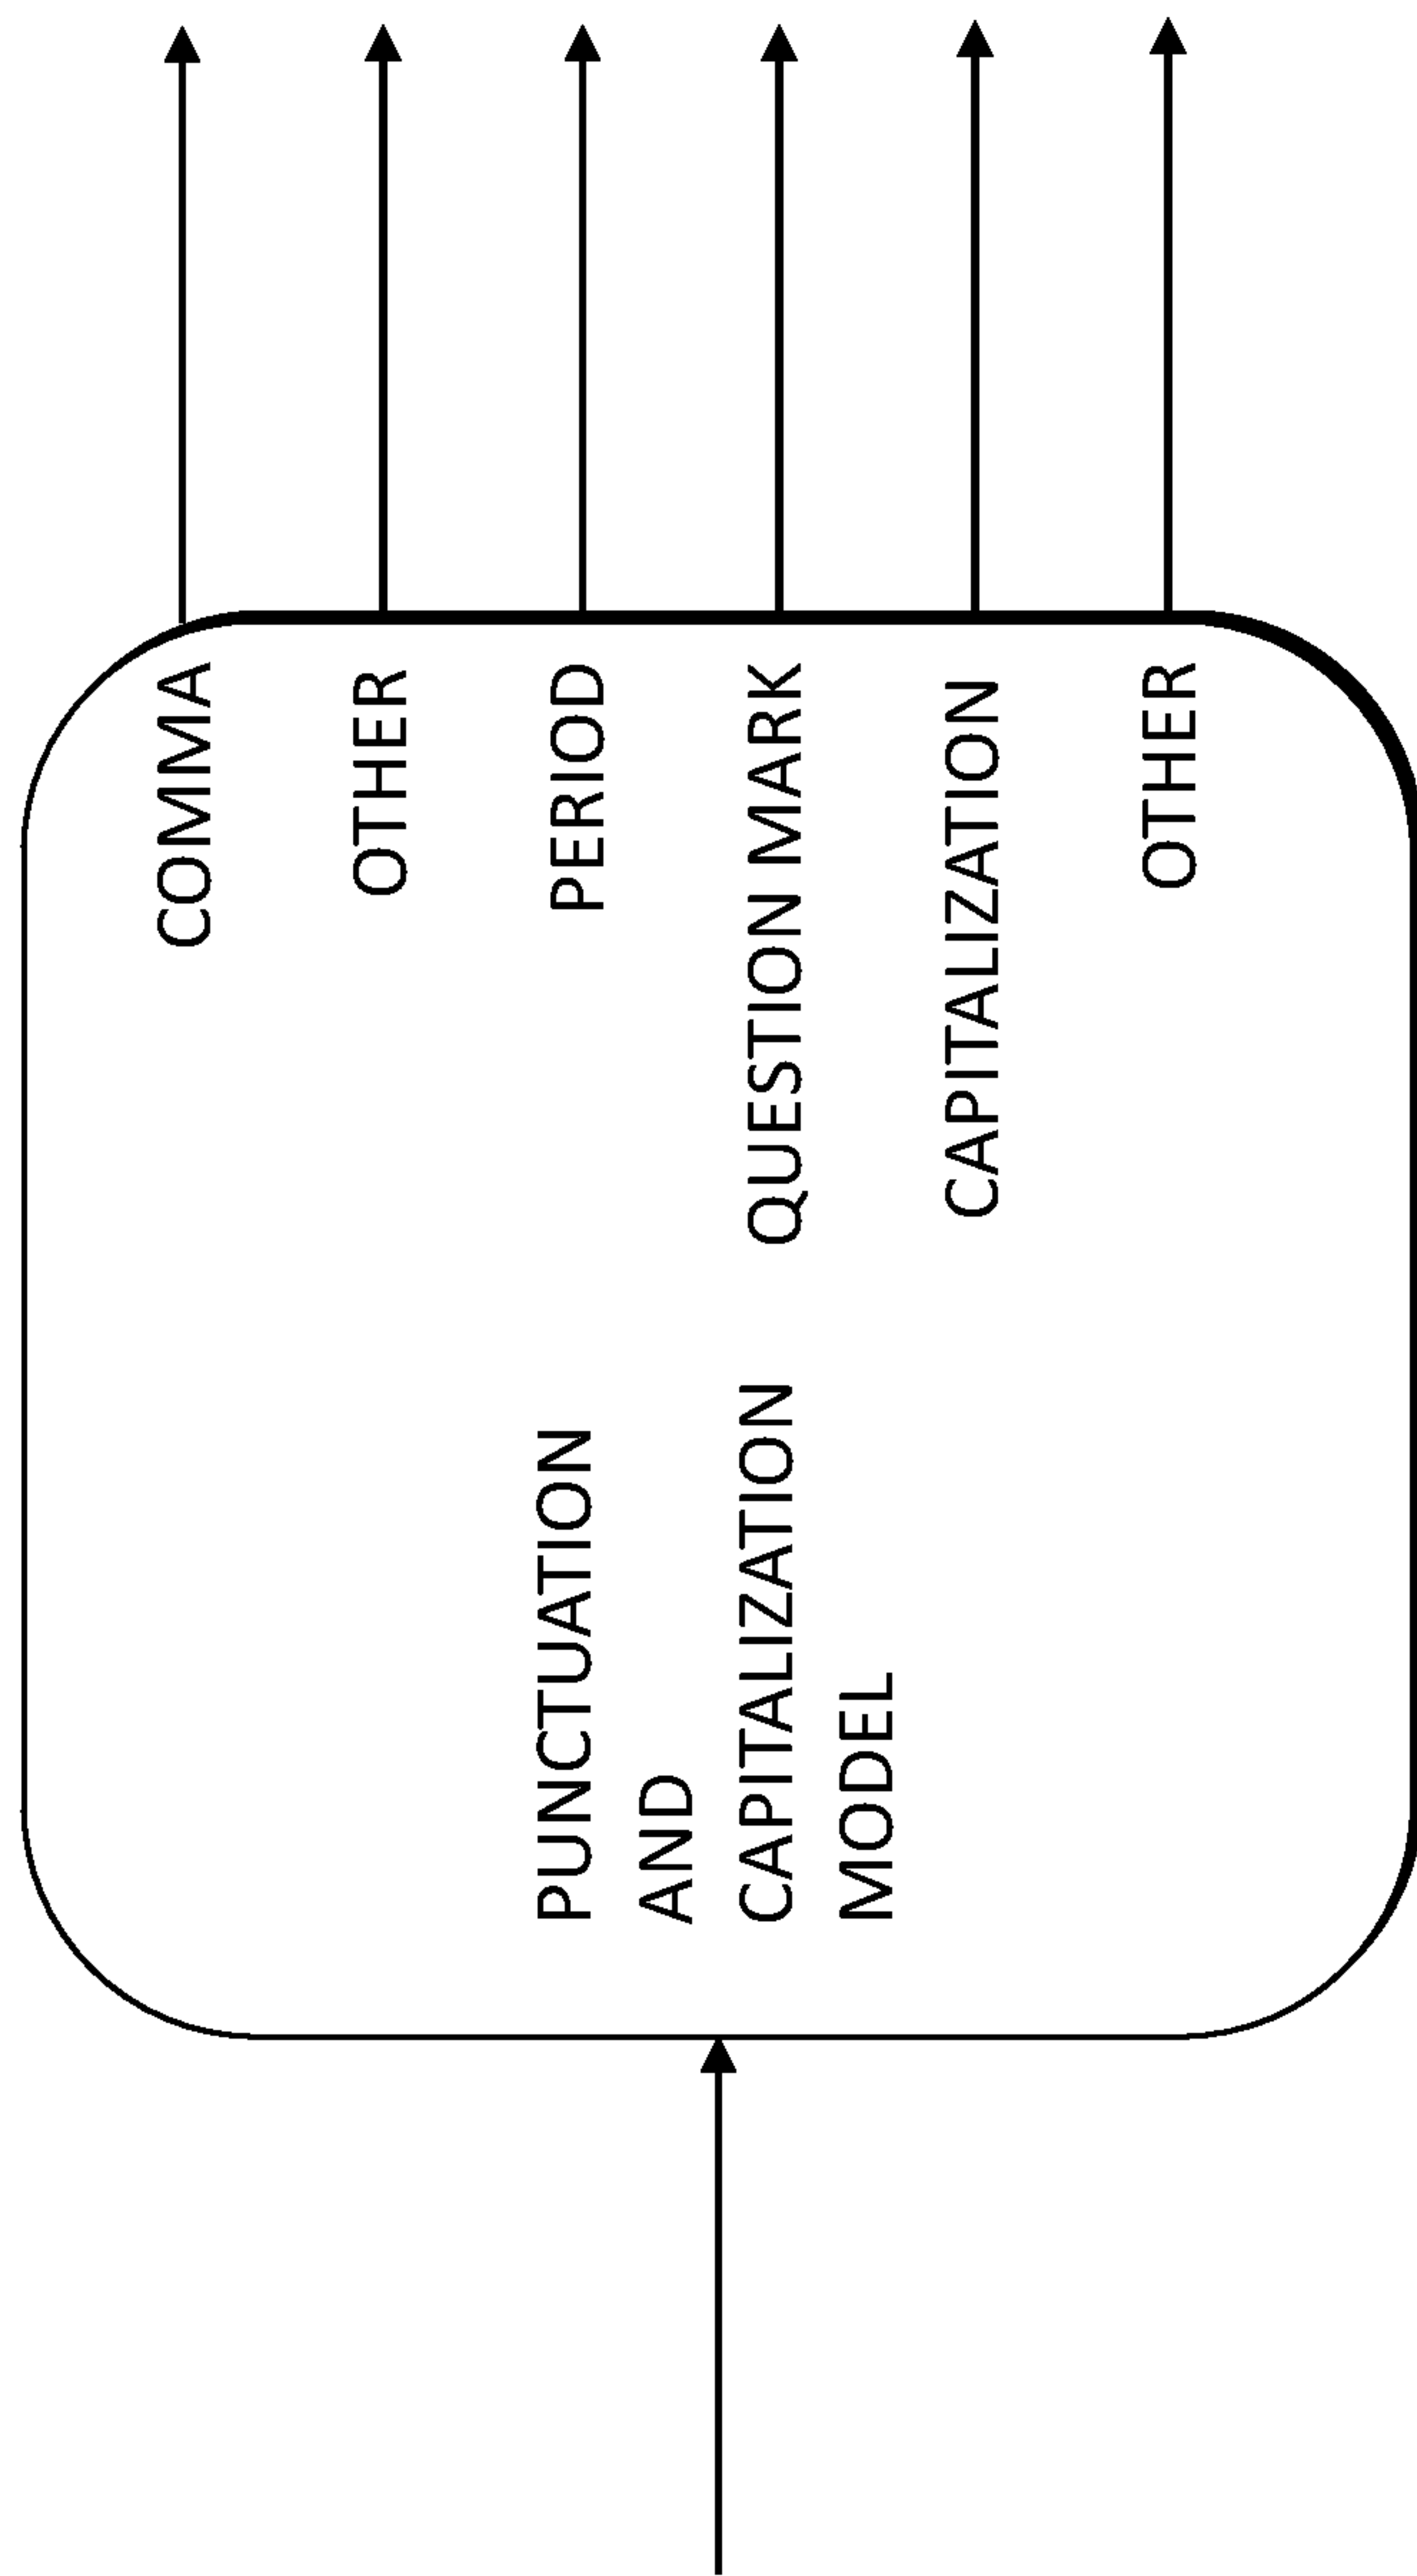 PUNCTUATION
AND
CAPITALIZATION
MODEL
COMMA
OTHER
PERIOD
QUESTION MARK
CAPITALIZATION
OTHER